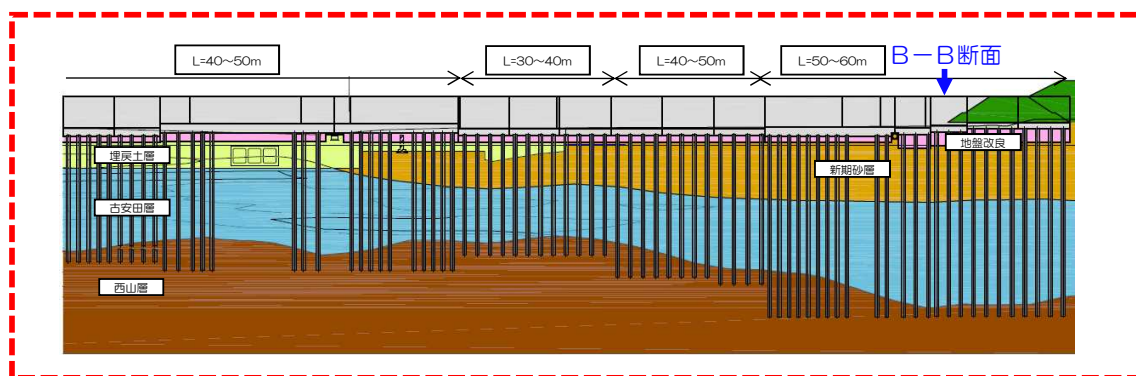 L=40~50m
L=30~40m
L=40~50m
L=50~60m
B-B断面
埋戻土層
地盤改良
新期砂層
古安田層
西山層